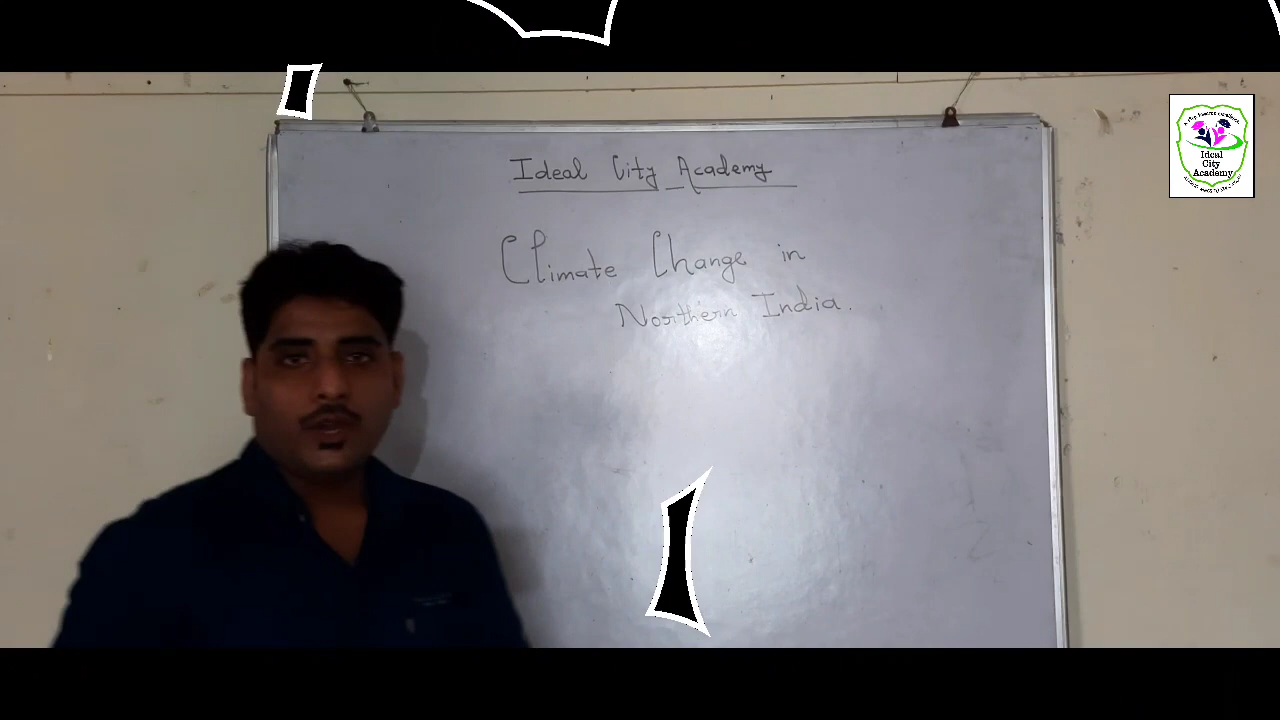 Ideal City Academy
Climate Change in
Northern India.
Ideal
City
Academy